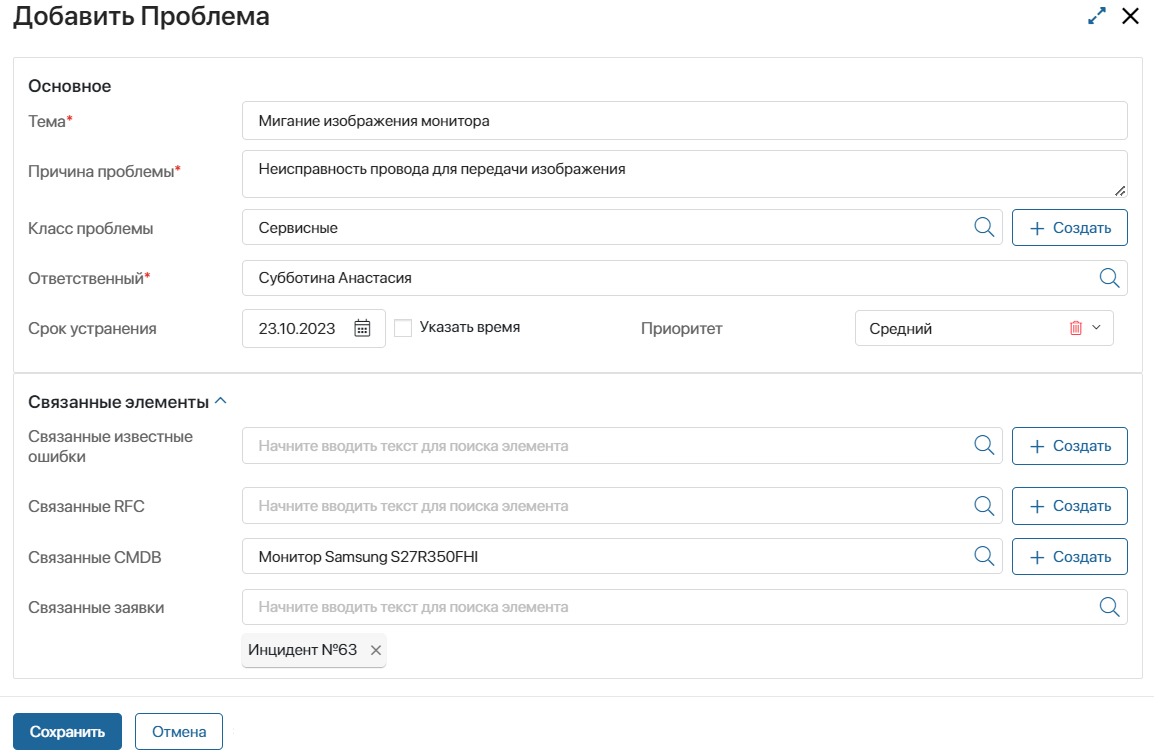 Добавить Проблема
Основное
Тема*
Мигание изображения монитора
Причина проблемы*
Неисправность провода для передачи изображения
Класс проблемы
Сервисные
+ Создать
Ответственный*
Субботина Анастасия
Срок устранения
23.10.2023
Указать время
Приоритет
Средний
Связанные элементы
Связанные известные
ошибки
Начните вводить текст для поиска элемента
+ Создать
Связанные RFC
Начните вводить текст для поиска элемента
+ Создать
Связанные CMDB
Монитор Samsung S27R350FHI
+ Создать
Связанные заявки
Начните вводить текст для поиска элемента
Инцидент №63
Сохранить
Отмена